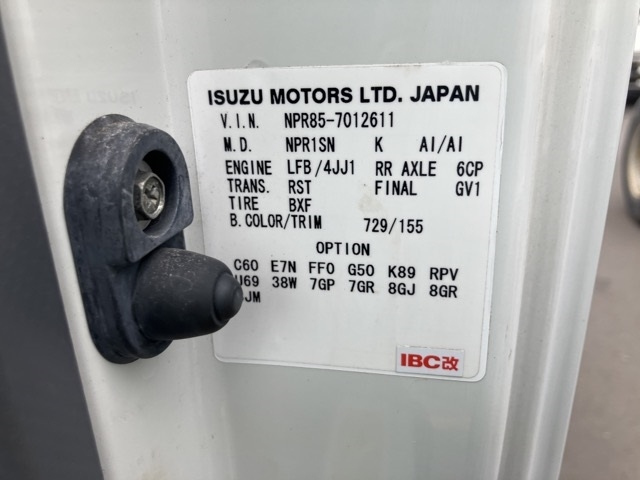 ISUZU MOTORS LTD. JAPAN
V.I.N. NPR85-7012611
M.D. NPR1SN K AI/AI
ENGINE LFB/4JJ1 RR AXLE 6CP
TRANS. RST FINAL GV1
TIRE BXF
B.COLOR/TRIM 729/155
OPTION
C60 E7N FF0 G50 K89 RPV
U69 38W 7GP 7GR 8GJ 8GR
IBC改